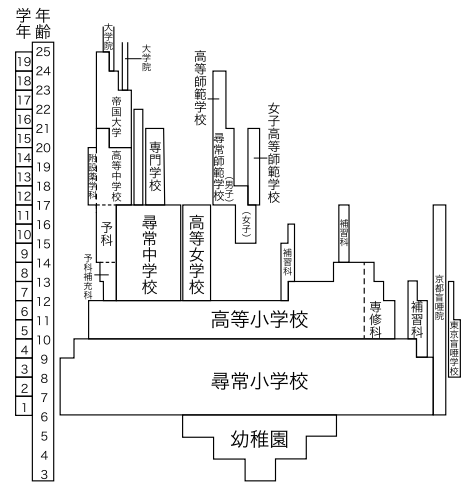 学年
年齢
25
24
23
22
21
20
19
18
17
16
15
14
13
12
11
10
9
8
7
6
5
4
3
19
18
17
16
15
14
13
12
11
10
9
8
7
6
5
4
3
2
1
大学院
大学院
帝国大学
高等中学校
専門学校
予科
予科補充科
尋常中学校
高等女学校
高等師範学校
尋常師範学校
(男子)
(女子)
女子高等師範学校
補習科
補習科
高等小学校
専修科
補習科
京都盲唖院
東京盲唖学校
尋常小学校
幼稚園